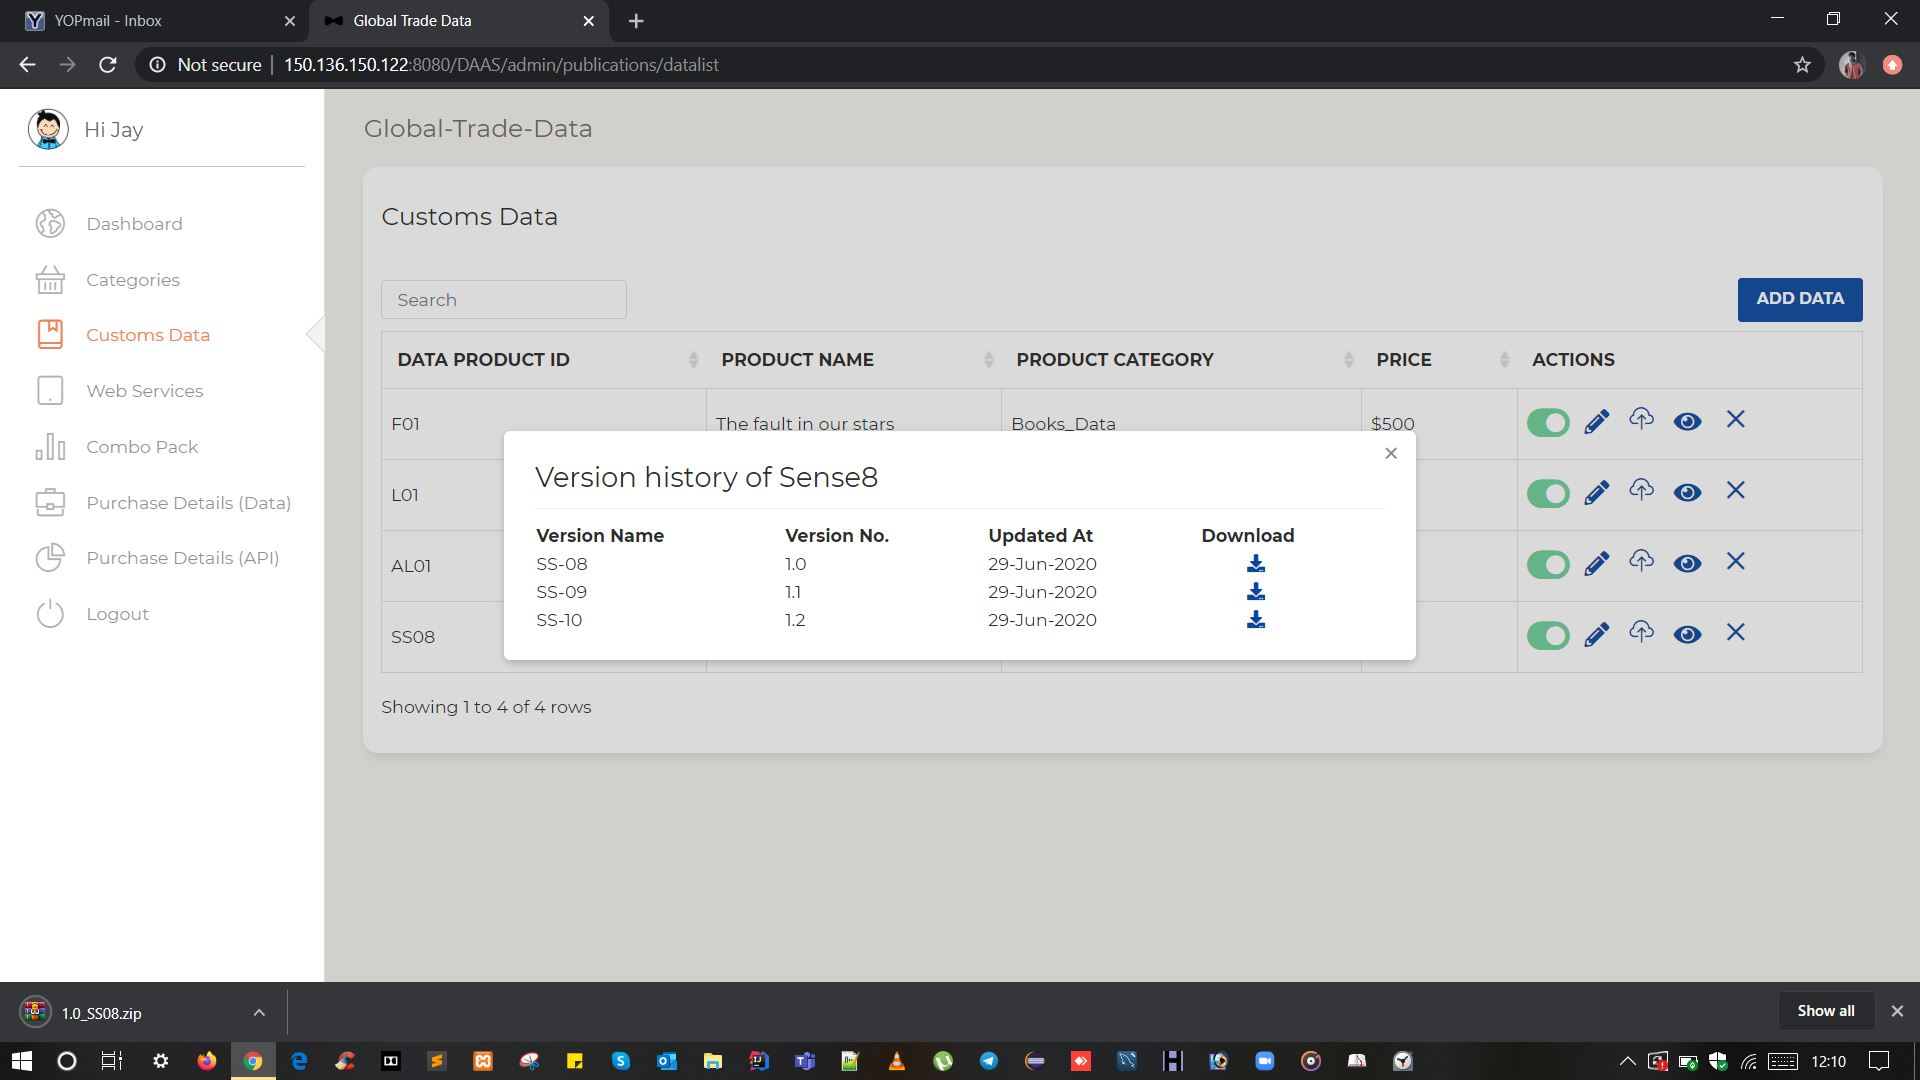 YOPmail - Inbox
Global Trade Data
Not secure
150.136.150.122:8080/DAAS/admin/publications/datalist
Hi Jay
Dashboard
Categories
Customs Data
Web Services
Combo Pack
Purchase Details (Data)
Purchase Details (API)
Logout
Global-Trade-Data
Customs Data
Search
ADD DATA
DATA PRODUCT ID PRODUCT NAME PRODUCT CATEGORY PRICE ACTIONS
F01 The fault in our stars Books_Data $500
L01
AL01
SS08
Version history of Sense8
Version Name Version No. Updated At Download
SS-08 1.0 29-Jun-2020
SS-09 1.1 29-Jun-2020
SS-10 1.2 29-Jun-2020
Showing 1 to 4 of 4 rows
1.0_SS08.zip
Show all
12:10